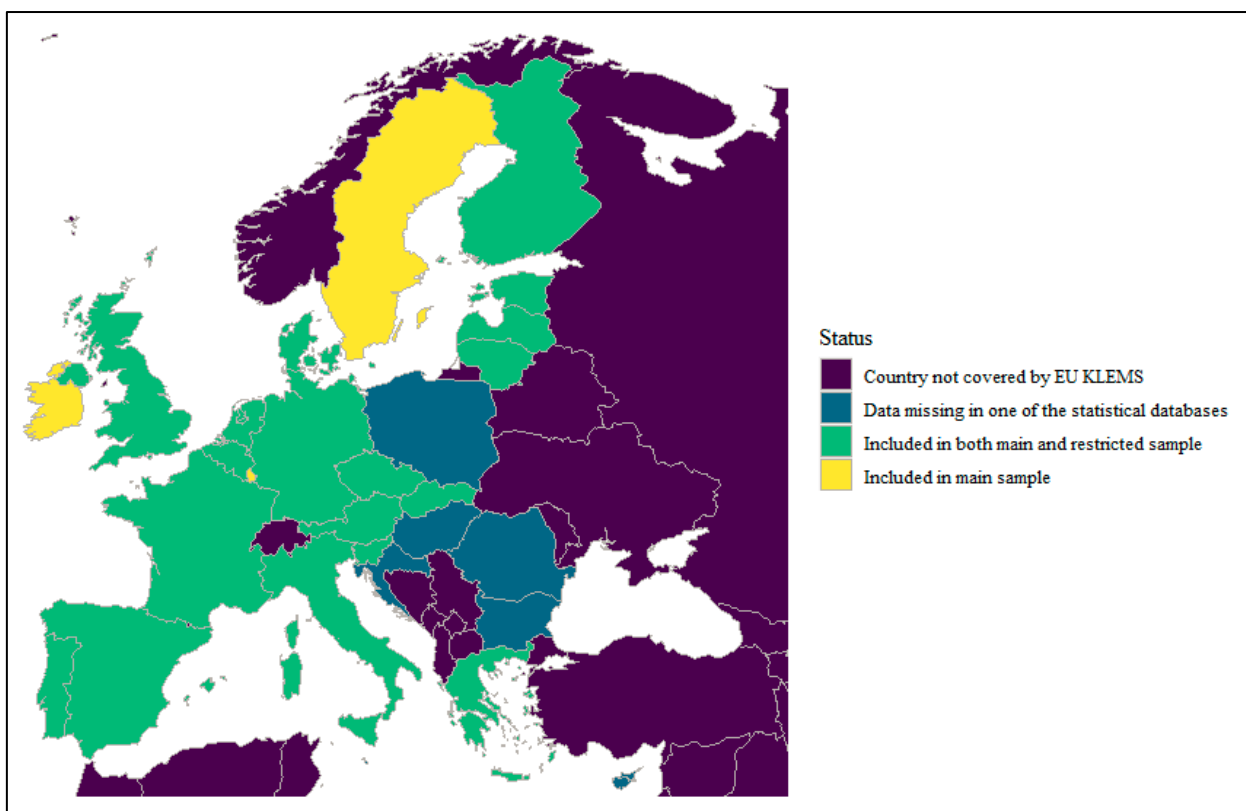 Status
Country not covered by EU KLEMS
Data missing in one of the statistical databases
Included in both main and restricted sample
Included in main sample